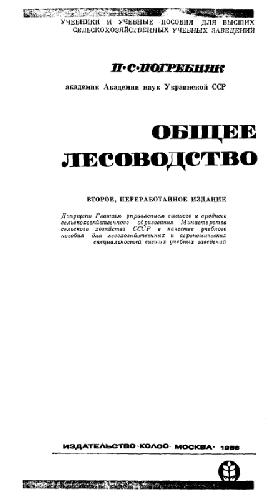 УЧЕБНИКИ И УЧЕБНЫЕ ПОСОБИЯ ДЛЯ ВЫСШИХ
СЕЛЬСКОХОЗЯЙСТВЕННЫХ УЧЕБНЫХ ЗАВЕДЕНИЙ
П•С•ПОГРЕБНЯК
академик Академии наук Украинской ССР
ОБЩЕЕ
ЛЕСОВОДСТВО
ВТОРОЕ, ПЕРЕРАБОТАННОЕ ИЗДАНИЕ
Допущено Главным управлением высшего и среднего
сельскохозяйственного образования Министерства
сельского хозяйства СССР в качестве учебного
пособия для лесохозяйственных и агрономических
специальностей высших учебных заведений
ИЗДАТЕЛЬСТВО «КОЛОС» МОСКВА • 1968